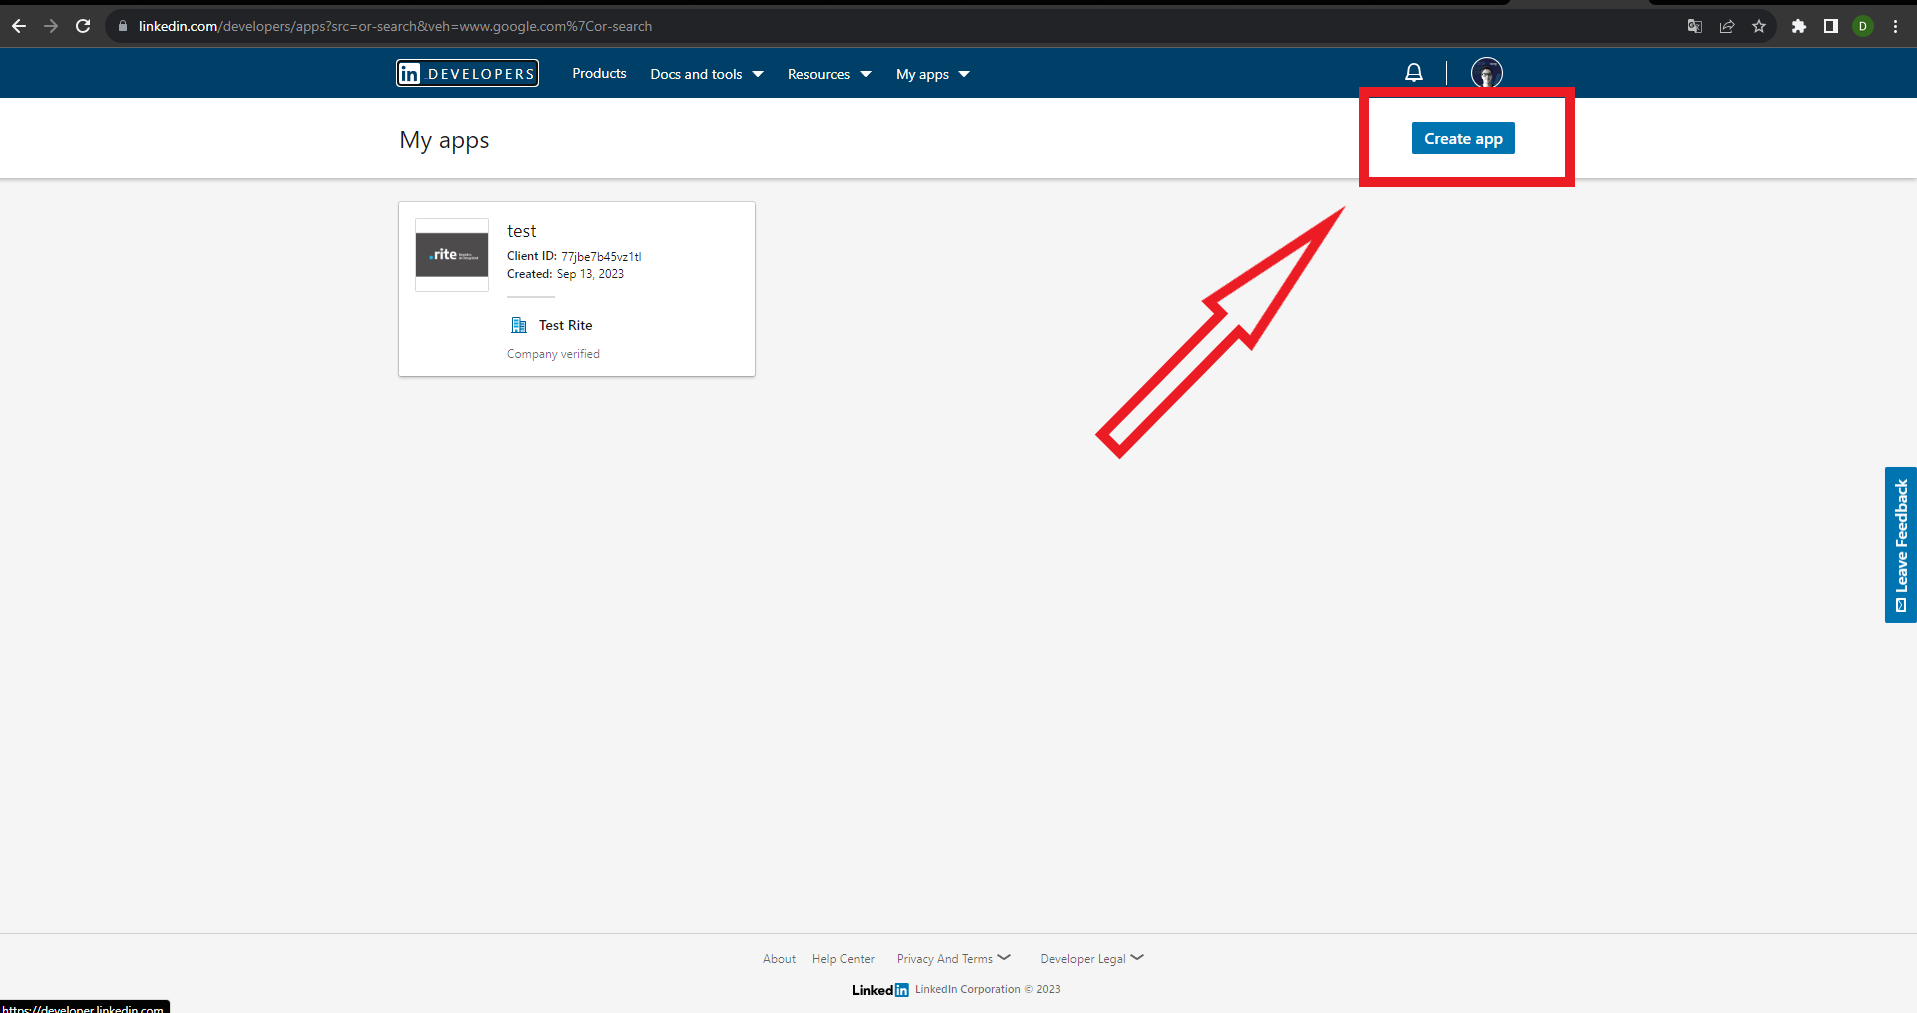 linkedin.com/developers/apps?src=or-search&veh=www.google.com%7Cor-search
D
in DEVELOPERS
Products
Docs and tools
Resources
My apps
My apps
Create app
.rite
test
Client ID: 77jbe7b45vz1tl
Created: Sep 13, 2023
Test Rite
Company verified
Leave Feedback
About
Help Center
Privacy And Terms
Developer Legal
Linkedin LinkedIn Corporation © 2023
https://developer.linkedin.com